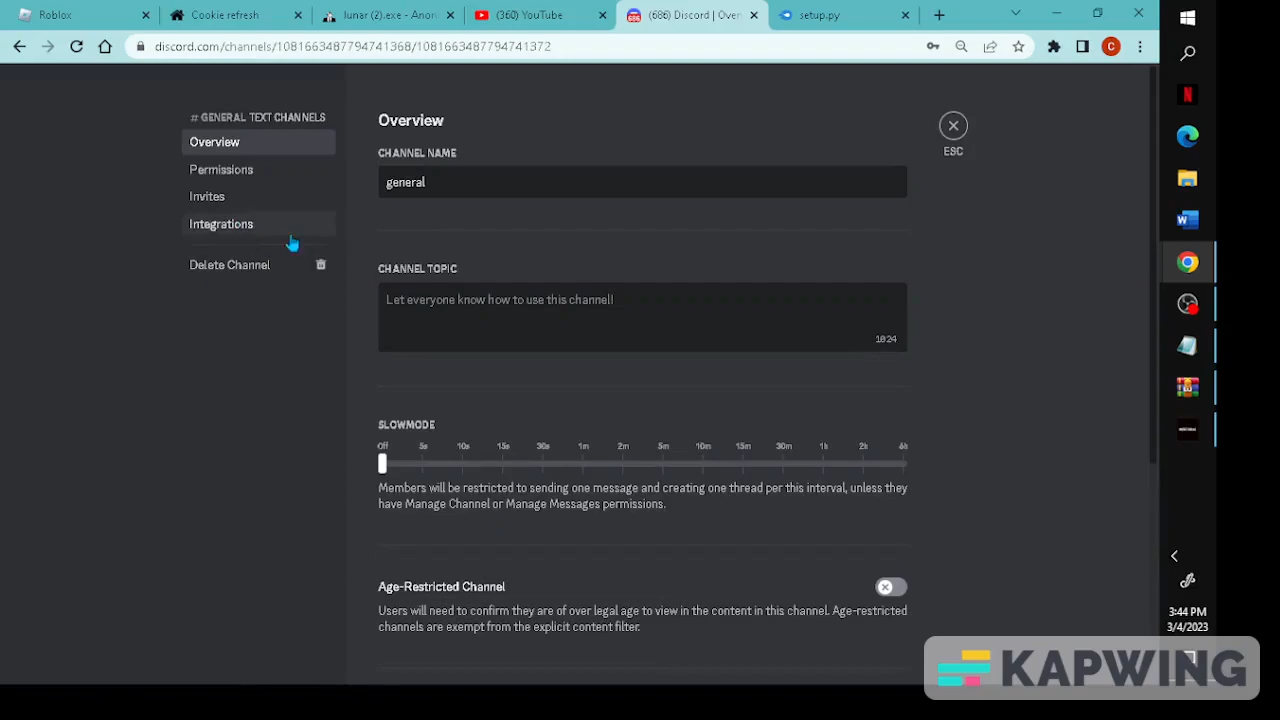 Roblox
Cookie refresh
lunar (2).exe - Anon
(360) YouTube
(686) Discord | Over
setup.py
discord.com/channels/1081663487794741368/1081663487794741372
C
# GENERAL TEXT CHANNELS
Overview
Permissions
Invites
Integrations
Delete Channel
Overview
CHANNEL NAME
general
ESC
CHANNEL TOPIC
Let everyone know how to use this channel!
1024
SLOWMODE
Off 5s 10s 15s 30s 1m 2m 5m 10m 15m 30m 1h 2h 6h
Members will be restricted to sending one message and creating one thread per this interval, unless they
have Manage Channel or Manage Messages permissions.
Age-Restricted Channel
Users will need to confirm they are of over legal age to view in the content in this channel. Age-restricted
channels are exempt from the explicit content filter.
3:44 PM
3/4/2023
KAPWING